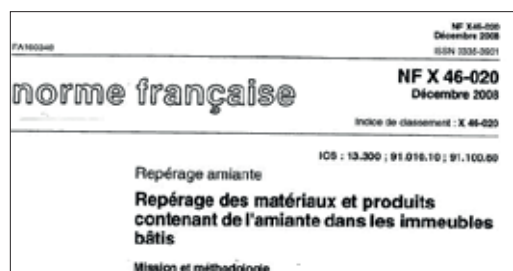 NF X46-020
Décembre 2008
FA160348
ISSN 0335-3931
norme française
NF X 46-020
Décembre 2008
Indice de classement : X 46-020
ICS : 13.300 ; 91.010.10 ; 91.100.60
Repérage amiante
Repérage des matériaux et produits
contenant de l'amiante dans les immeubles
bâtis
Mission et méthodologie